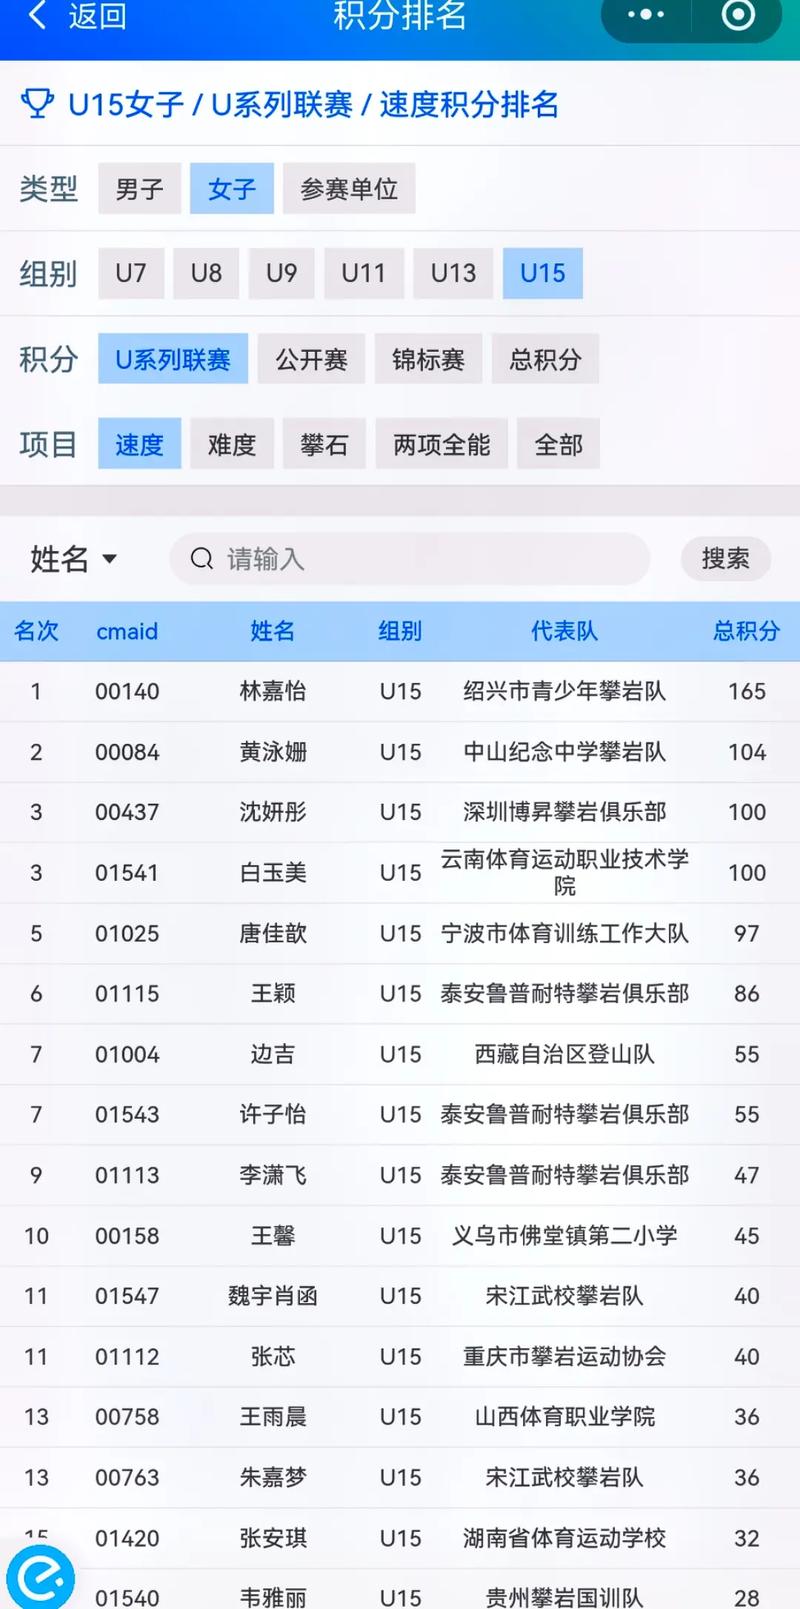 返回 积分排名
U15女子 / U系列联赛 / 速度积分排名
类型 男子 女子 参赛单位
组别 U7 U8 U9 U11 U13 U15
积分 U系列联赛 公开赛 锦标赛 总积分
项目 速度 难度 攀石 两项全能 全部
姓名 请输入 搜索
名次 cmaid 姓名 组别 代表队 总积分
1 00140 林嘉怡 U15 绍兴市青少年攀岩队 165
2 00084 黄泳姗 U15 中山纪念中学攀岩队 104
3 00437 沈妍彤 U15 深圳博昇攀岩俱乐部 100
3 01541 白玉美 U15 云南体育运动职业技术学
院 100
5 01025 唐佳歆 U15 宁波市体育训练工作大队 97
6 01115 王颖 U15 泰安鲁普耐特攀岩俱乐部 86
7 01004 边吉 U15 西藏自治区登山队 55
7 01543 许子怡 U15 泰安鲁普耐特攀岩俱乐部 55
9 01113 李潇飞 U15 泰安鲁普耐特攀岩俱乐部 47
10 00158 王馨 U15 义乌市佛堂镇第二小学 45
11 01547 魏宇肖函 U15 宋江武校攀岩队 40
11 01112 张芯 U15 重庆市攀岩运动协会 40
13 00758 王雨晨 U15 山西体育职业学院 36
13 00763 朱嘉梦 U15 宋江武校攀岩队 36
15 01420 张安琪 U15 湖南省体育运动学校 32
01540 韦雅丽 U15 贵州攀岩国训队 28